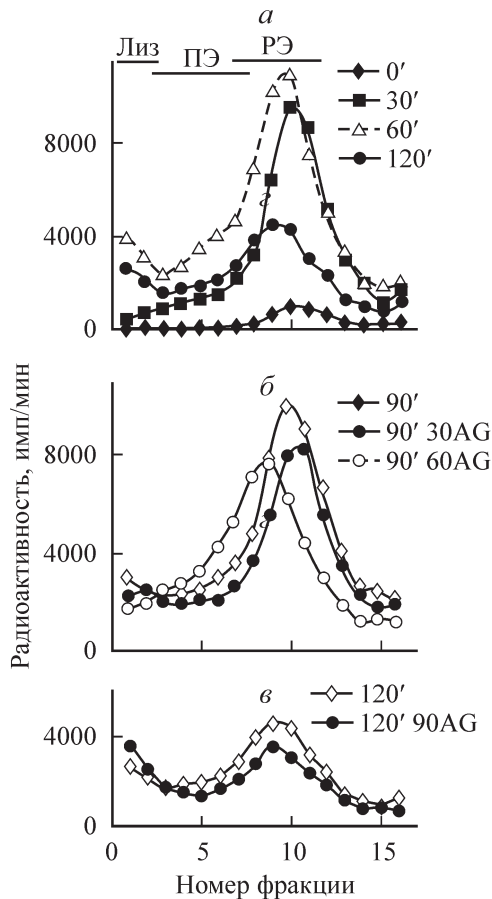 а
Лиз
ПЭ
РЭ
0′
30′
60′
120′
8000
4000
0
г
б
90′
90′ 30AG
90′ 60AG
8000
4000
0
г
в
120′
120′ 90AG
4000
0
0
5
10
15
Радиоактивность, имп/мин
Номер фракции